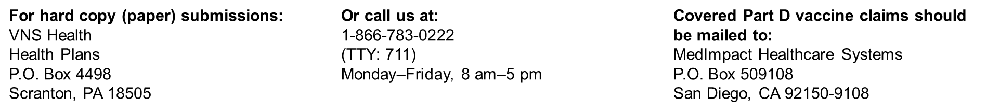 For hard copy (paper) submissions:
VNS Health
Health Plans
P.O. Box 4498
Scranton, PA 18505
Or call us at:
1-866-783-0222
(TTY: 711)
Monday–Friday, 8 am–5 pm
Covered Part D vaccine claims should
be mailed to:
MedImpact Healthcare Systems
P.O. Box 509108
San Diego, CA 92150-9108